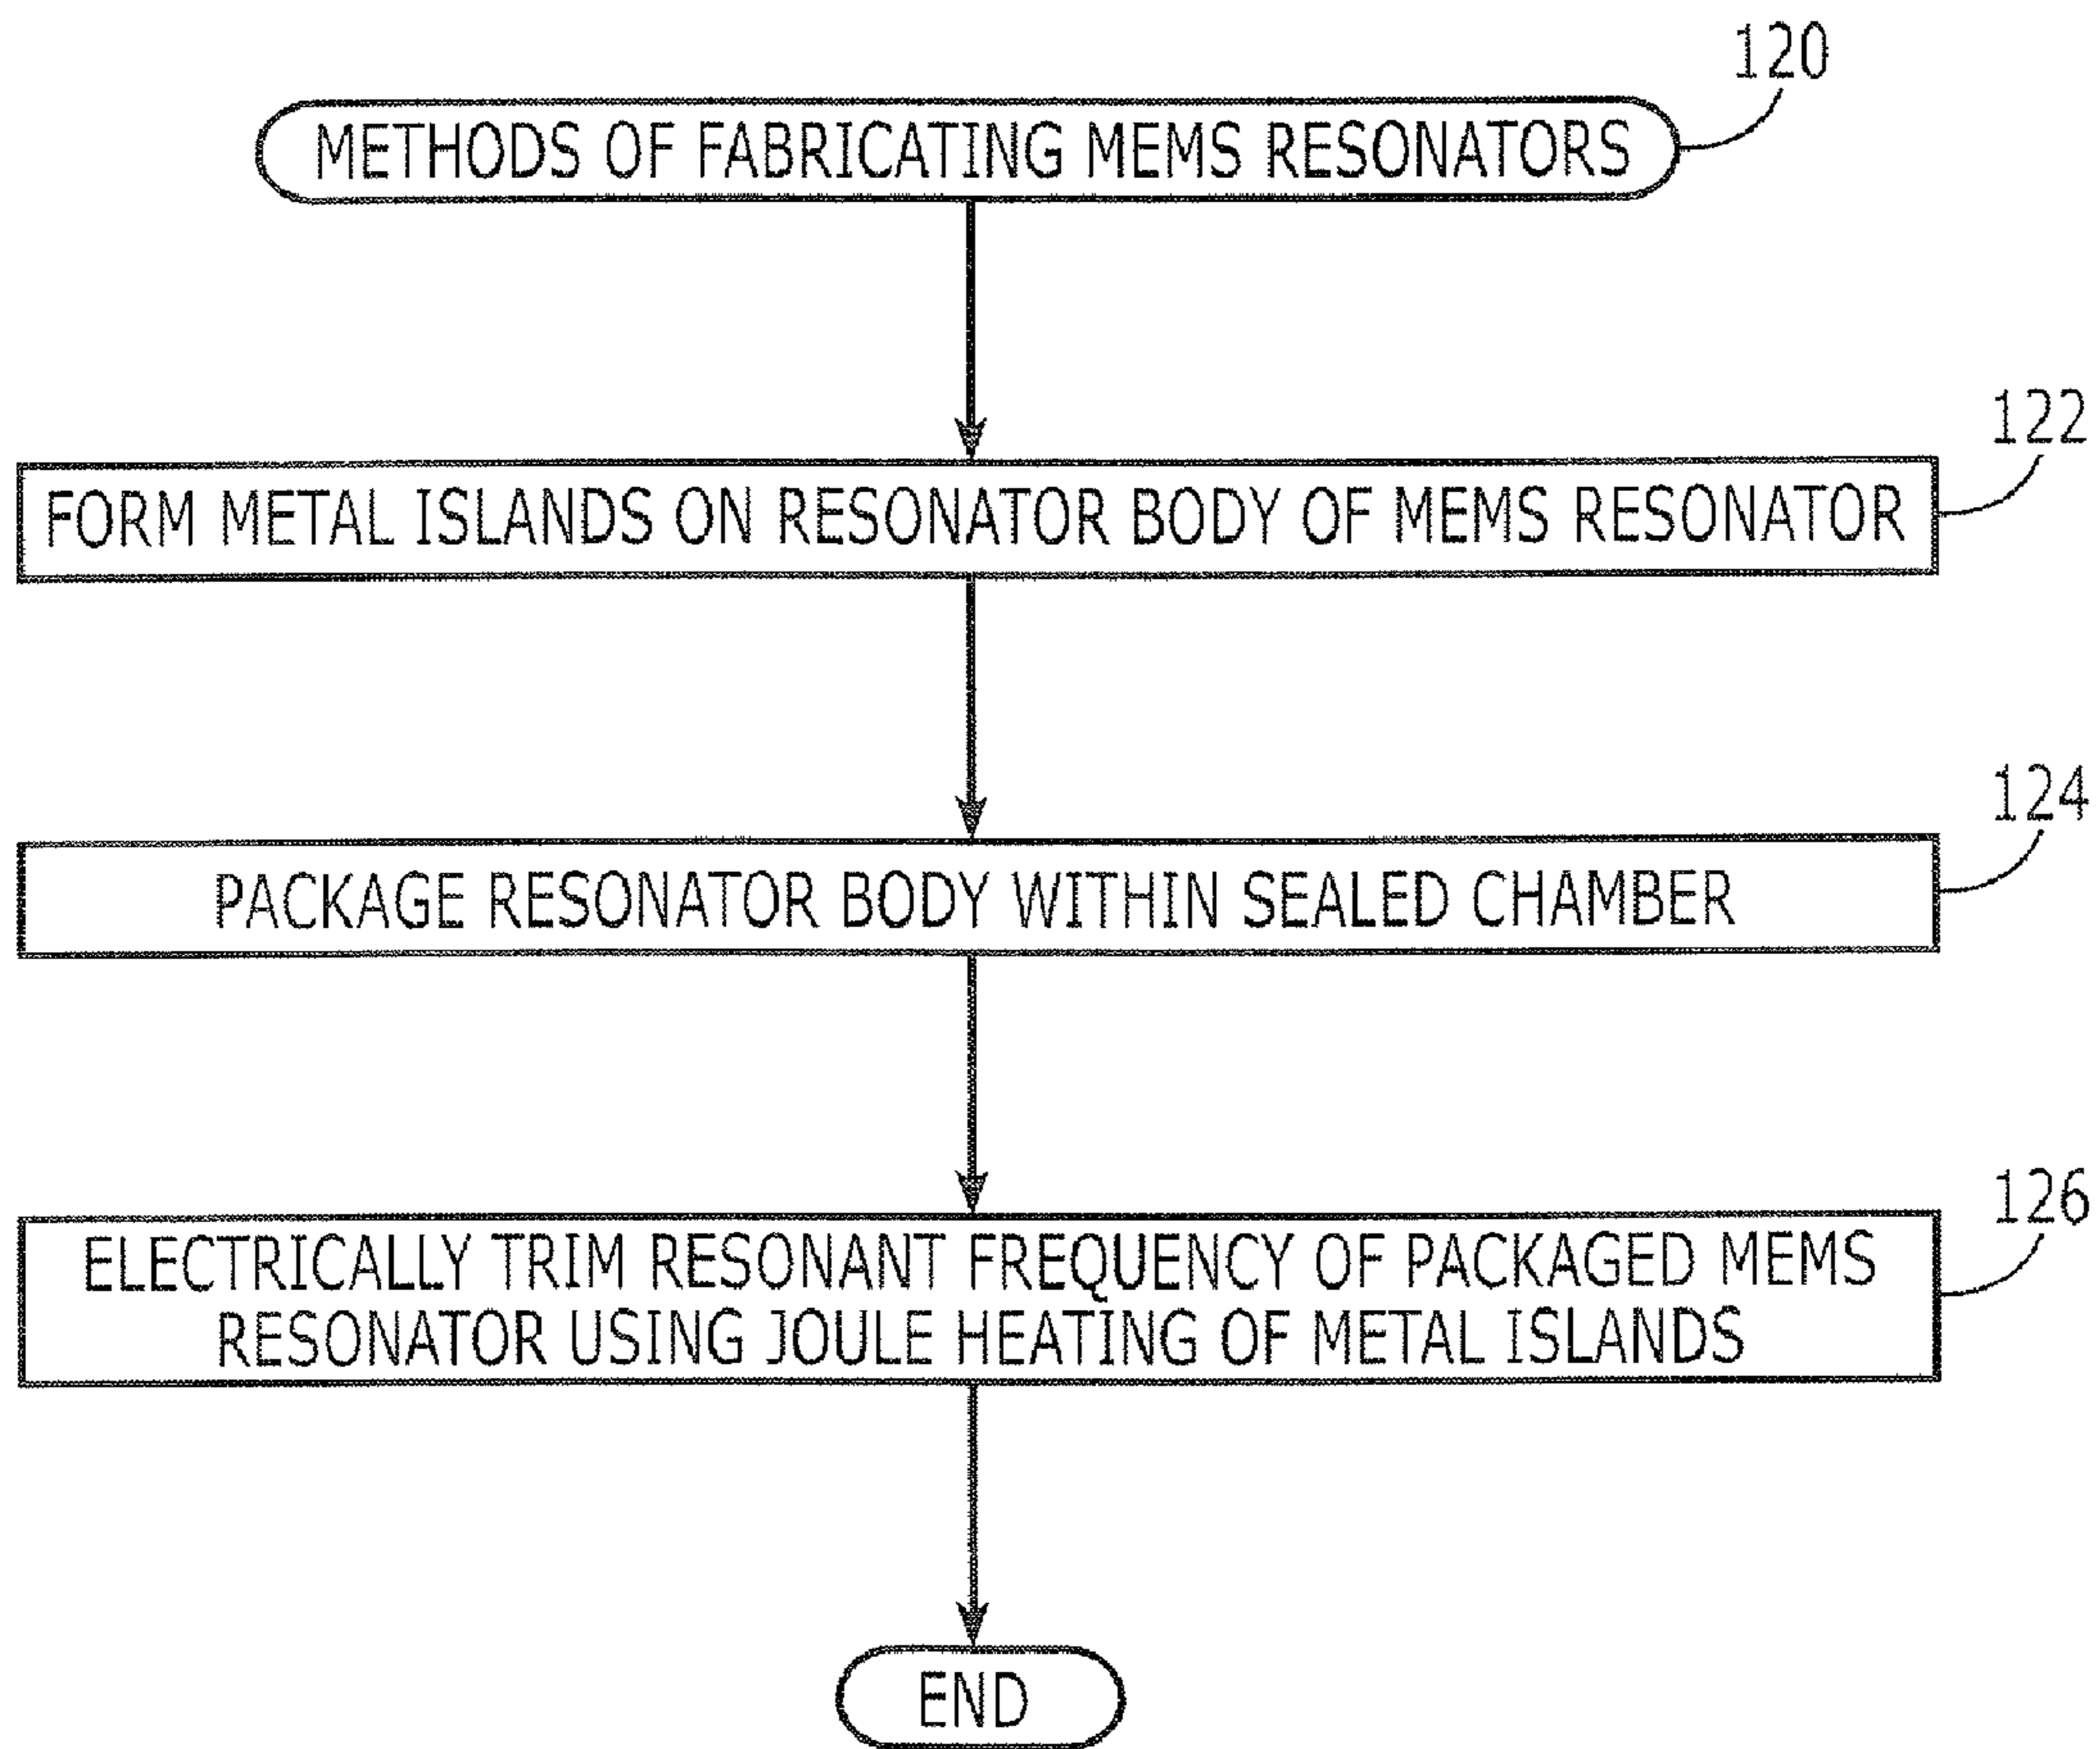 120
METHODS OF FABRICATING MEMS RESONATORS
122
FORM METAL ISLANDS ON RESONATOR BODY OF MEMS RESONATOR
124
PACKAGE RESONATOR BODY WITHIN SEALED CHAMBER
126
ELECTRICALLY TRIM RESONANT FREQUENCY OF PACKAGED MEMS
RESONATOR USING JOULE HEATING OF METAL ISLANDS
END